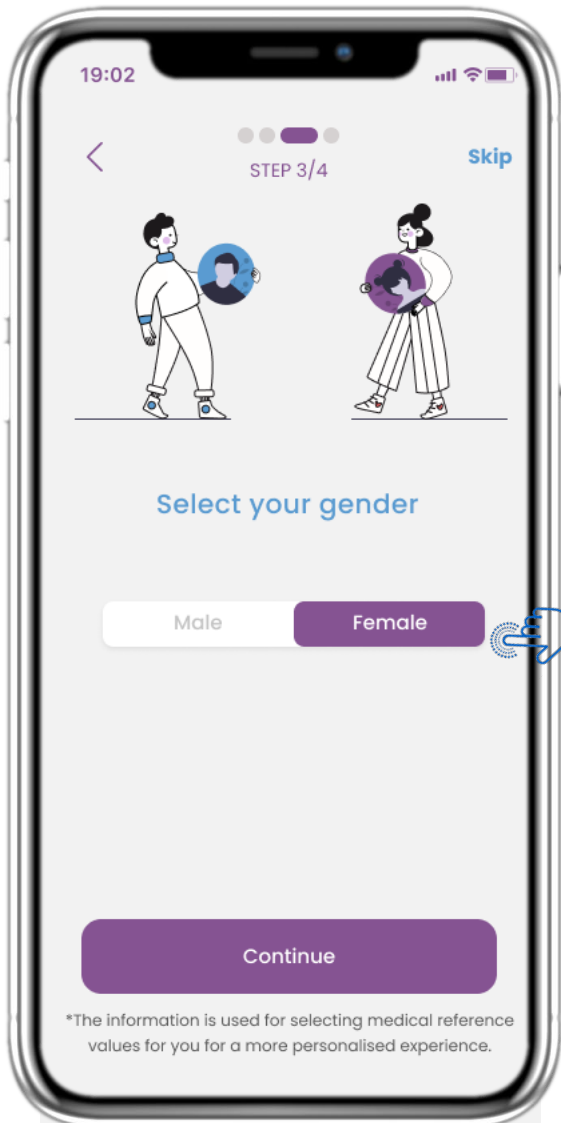 19:02
STEP 3/4
Skip
Select your gender
Male
Female
Continue
*The information is used for selecting medical reference
values for you for a more personalised experience.